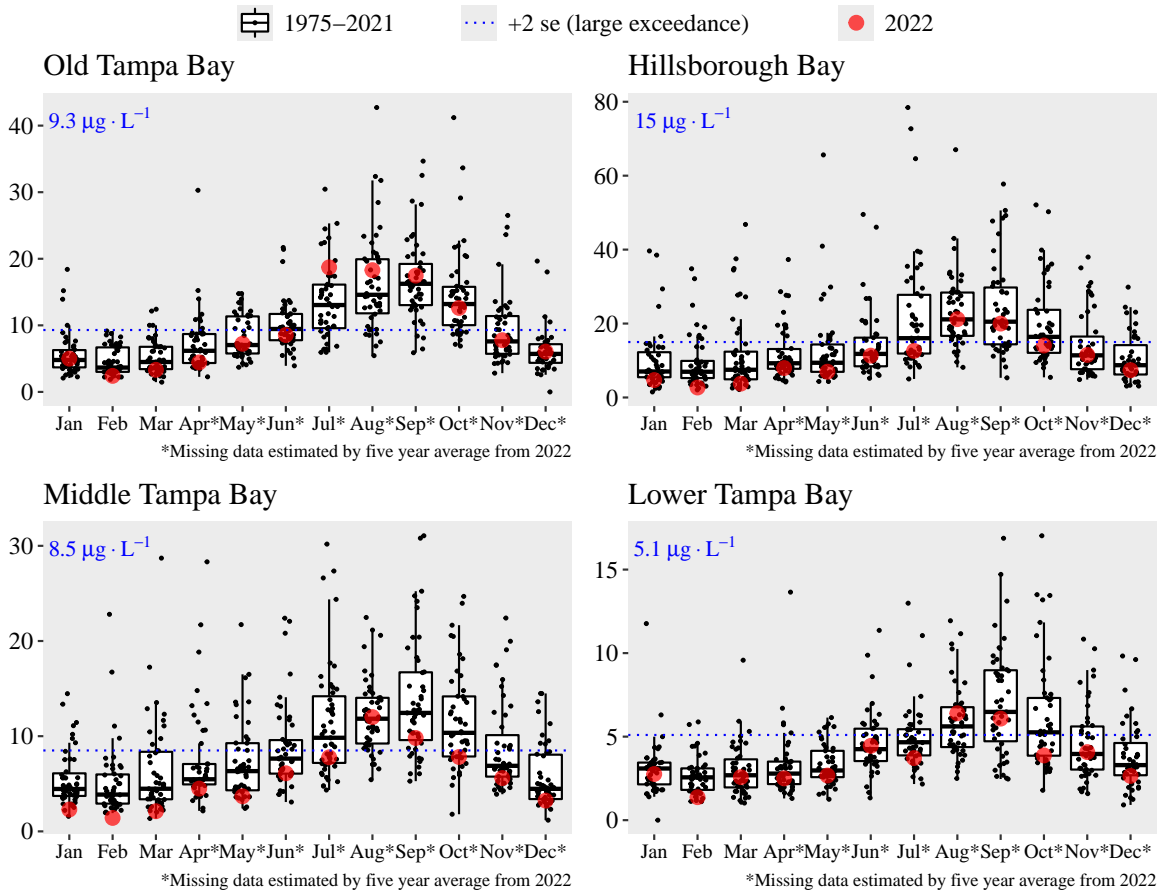 1975–2021 +2 se (large exceedance) 2022
Old Tampa Bay
9.3 µg · L⁻¹
40
30
20
10
0
Jan Feb Mar Apr* May* Jun* Jul* Aug* Sep* Oct* Nov* Dec*
*Missing data estimated by five year average from 2022
Hillsborough Bay
15 µg · L⁻¹
80
60
40
20
0
Jan Feb Mar Apr* May* Jun* Jul* Aug* Sep* Oct* Nov* Dec*
*Missing data estimated by five year average from 2022
Middle Tampa Bay
8.5 µg · L⁻¹
30
20
10
0
Jan Feb Mar Apr* May* Jun* Jul* Aug* Sep* Oct* Nov* Dec*
*Missing data estimated by five year average from 2022
Lower Tampa Bay
5.1 µg · L⁻¹
15
10
5
0
Jan Feb Mar Apr* May* Jun* Jul* Aug* Sep* Oct* Nov* Dec*
*Missing data estimated by five year average from 2022